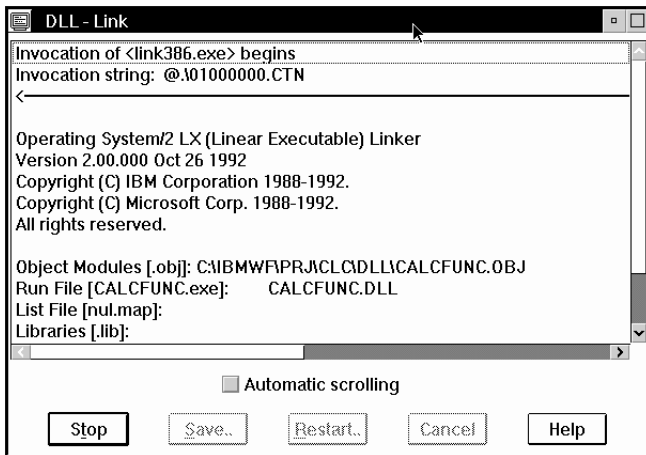 DLL - Link
Invocation of <link386.exe> begins
Invocation string: @.\01000000.CTN
Operating System/2 LX (Linear Executable) Linker
Version 2.00.000 Oct 26 1992
Copyright (C) IBM Corporation 1988-1992.
Copyright (C) Microsoft Corp. 1988-1992.
All rights reserved.
Object Modules [.obj]: C:\IBMWF\PRJ\CLC\DLL\CALCFUNC.OBJ
Run File [CALCFUNC.exe]: CALCFUNC.DLL
List File [nul.map]:
Libraries [.lib]:
Automatic scrolling
Stop Save.. Restart.. Cancel Help